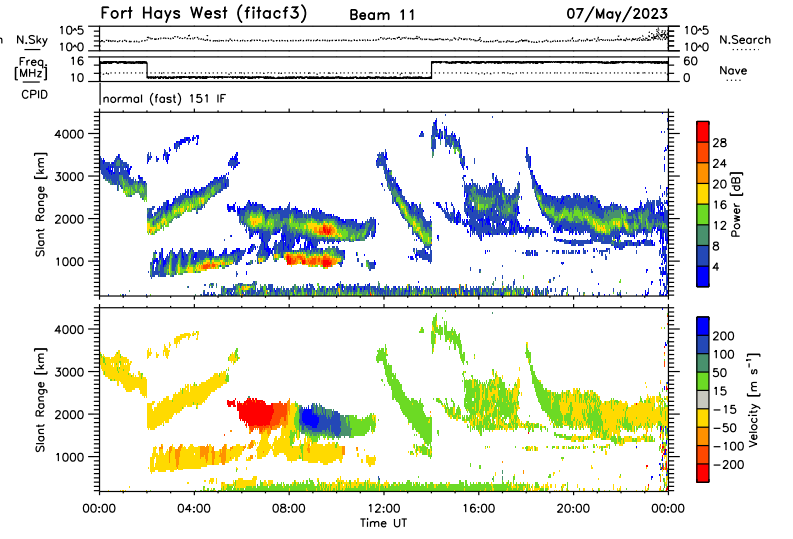 Fort Hays West (fitacf3) Beam 11 07/May/2023
N.Sky 10^5 10^0 10^5 10^0 N.Search
Freq. [MHz] 16 10 60 0 Nave
CPID normal (fast) 151 IF
Slant Range [km]
4000
3000
2000
1000
28
24
20
16
12
8
4
Power [dB]
Slant Range [km]
4000
3000
2000
1000
200
100
50
15
-15
-50
-100
-200
Velocity [m s⁻¹]
00:00 04:00 08:00 12:00 16:00 20:00 00:00
Time UT